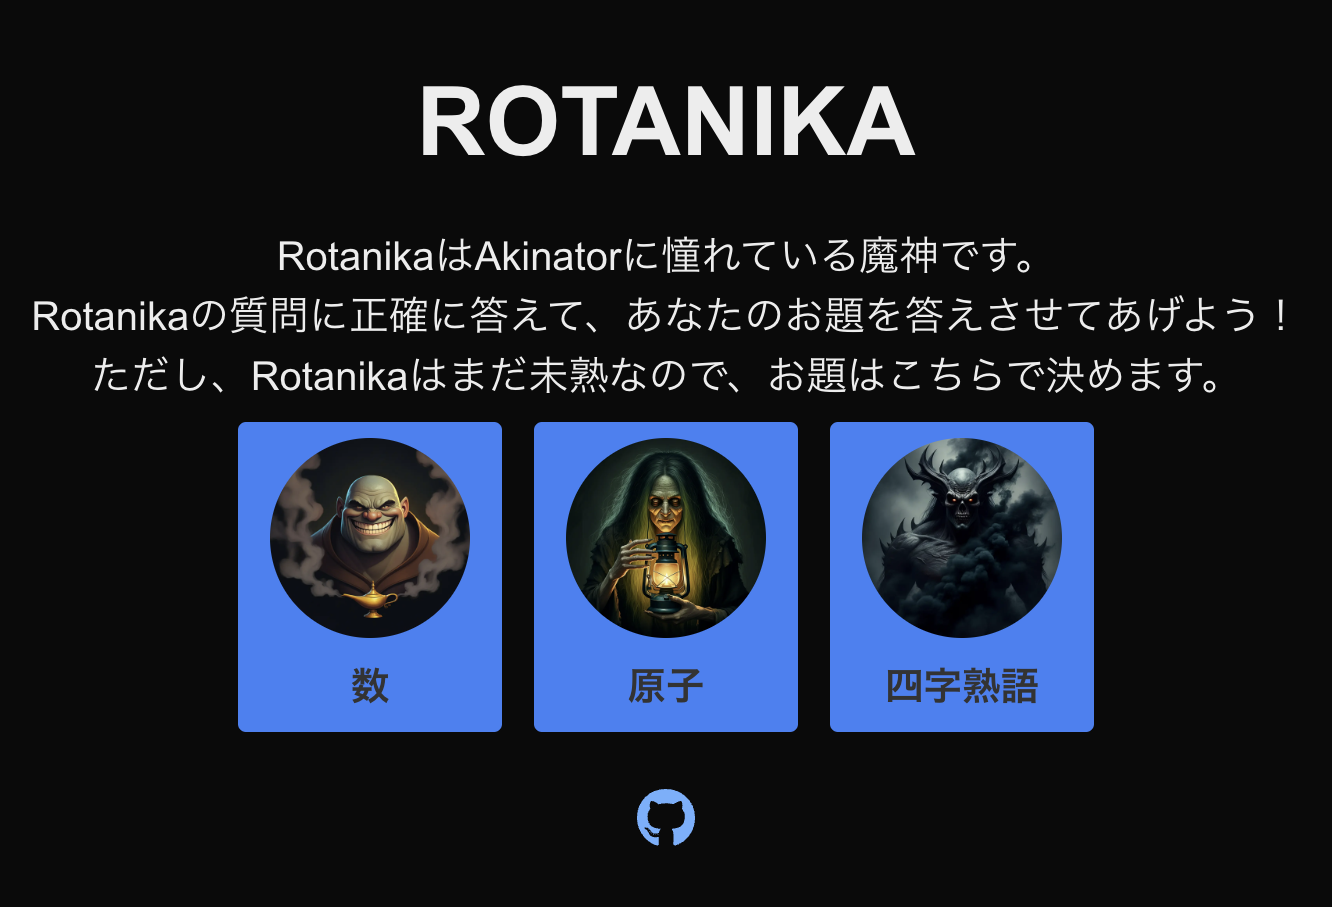 ROTANIKA
RotanikaはAkinatorに憧れている魔神です。
Rotanikaの質問に正確に答えて、あなたのお題を答えさせてあげよう！
ただし、Rotanikaはまだ未熟なので、お題はこちらで決めます。
数
原子
四字熟語